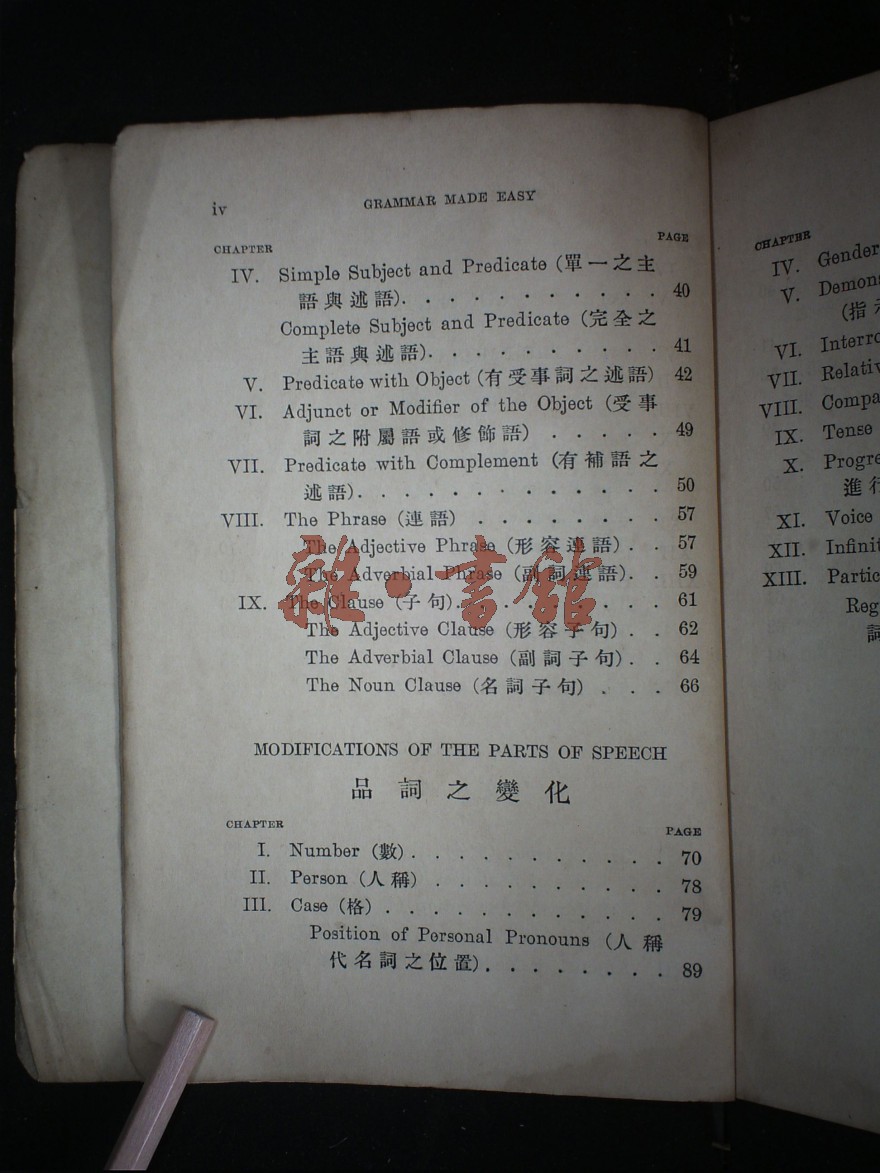 iv GRAMMAR MADE EASY
CHAPTER PAGE
IV. Simple Subject and Predicate (單一之主
語與述語) . . . . . . . . . . . 40
Complete Subject and Predicate (完全之
主語與述語) . . . . . . . . . . 41
V. Predicate with Object (有受事詞之述語) 42
VI. Adjunct or Modifier of the Object (受事
詞之附屬語或修飾語) . . . . . 49
VII. Predicate with Complement (有補語之
述語) . . . . . . . . . . . . . 50
VIII. The Phrase (連語) . . . . . . . . 57
The Adjective Phrase (形容連語) . . 57
The Adverbial Phrase (副詞連語) . . 59
IX. The Clause (子句) . . . . . . . . . 61
The Adjective Clause (形容子句) . . 62
The Adverbial Clause (副詞子句) . . 64
The Noun Clause (名詞子句) . . . 66
MODIFICATIONS OF THE PARTS OF SPEECH
品詞之變化
CHAPTER PAGE
I. Number (數) . . . . . . . . . . . 70
II. Person (人稱) . . . . . . . . . . 78
III. Case (格) . . . . . . . . . . . . 79
Position of Personal Pronouns (人稱
代名詞之位置) . . . . . . . . 89
雅·書館
CHAPTER
IV. Gender
V.
(指
VI.
VII.
VIII.
IX. Tense
X.
進行
XI. Voice
XII.
XIII.
詞